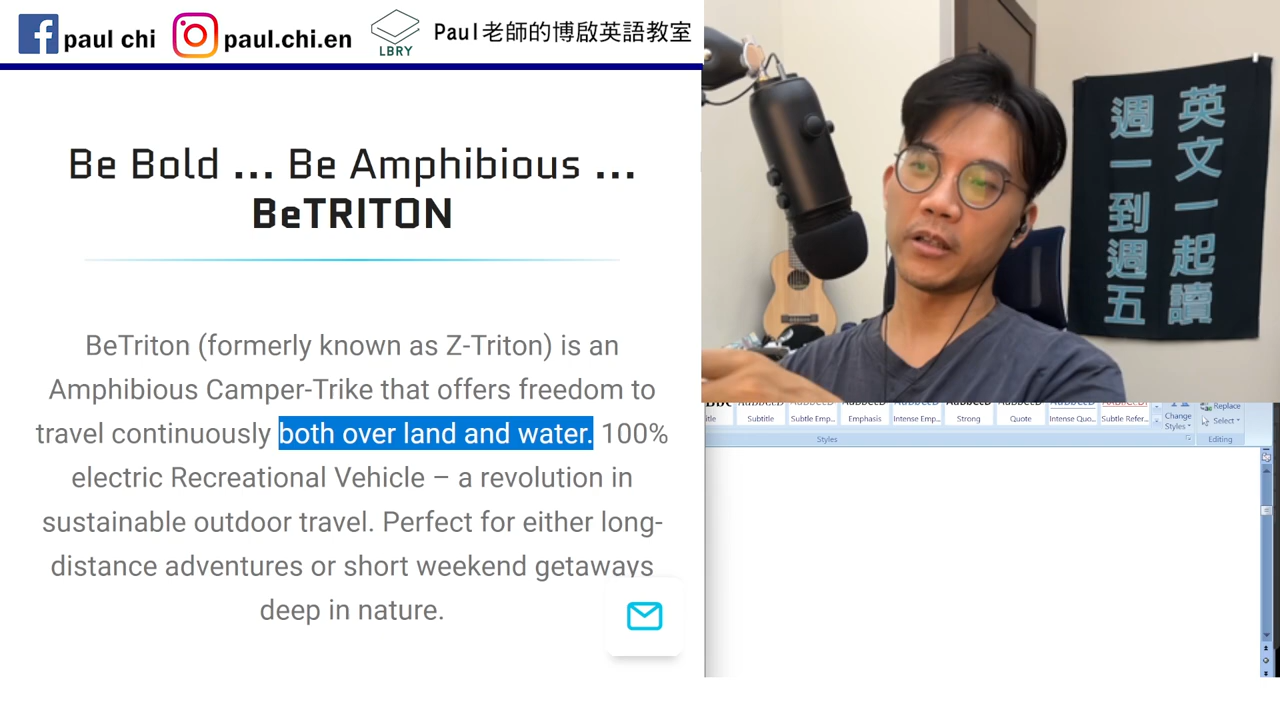 paul chi
paul.chi.en
LBRY
Paul老師的博啟英語教室
Be Bold ... Be Amphibious ...
BeTRITON
BeTriton (formerly known as Z-Triton) is an
Amphibious Camper-Trike that offers freedom to
travel continuously both over land and water. 100%
electric Recreational Vehicle – a revolution in
sustainable outdoor travel. Perfect for either long-
distance adventures or short weekend getaways
deep in nature.
英文一起讀
週一到週五
Subtitle Subtle Emp... Emphasis Intense Emp... Strong Quote Intense Quo... Subtle Refer...
Change
Styles
Replace
Select
Styles
Editing